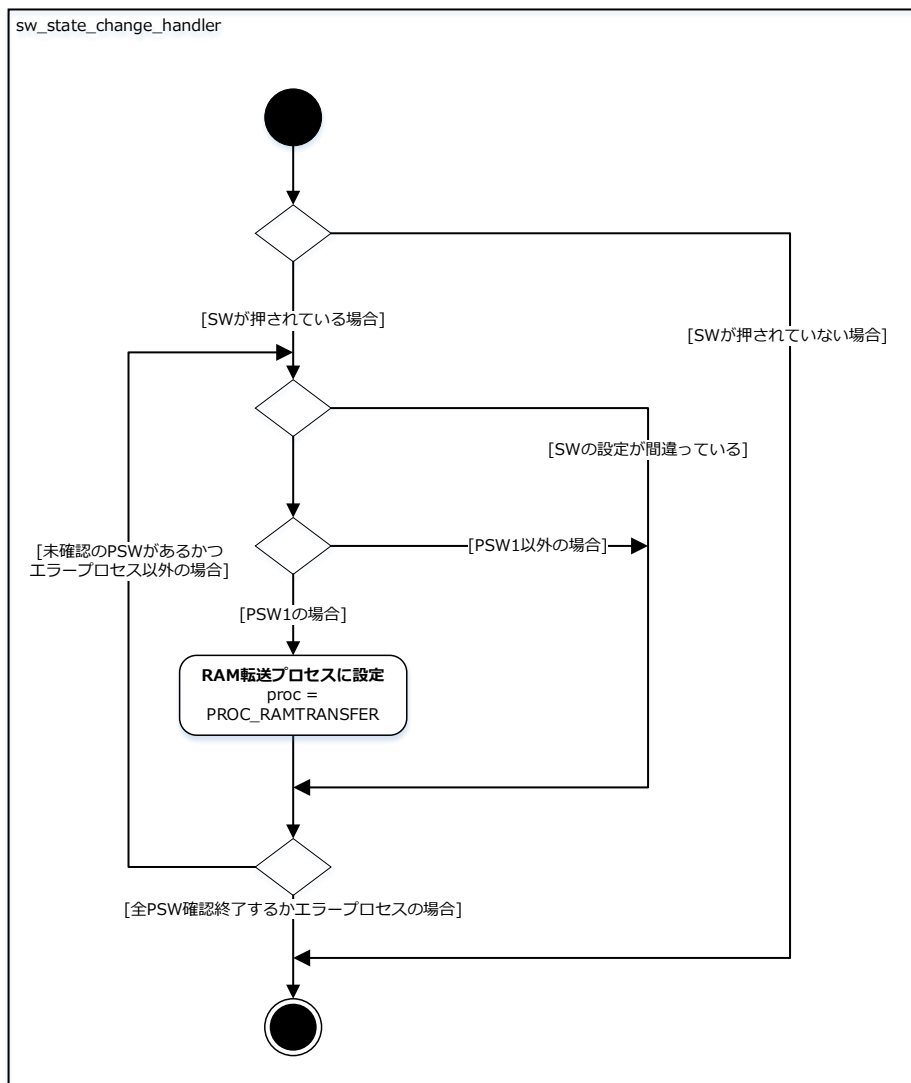 sw_state_change_handler
[SWが押されている場合]
[SWが押されていない場合]
[SWの設定が間違っている]
[未確認のPSWがあるかつ
エラープロセス以外の場合]
[PSW1以外の場合]
[PSW1の場合]
RAM転送プロセスに設定
proc =
PROC_RAMTRANSFER
[全PSW確認終了するかエラープロセスの場合]